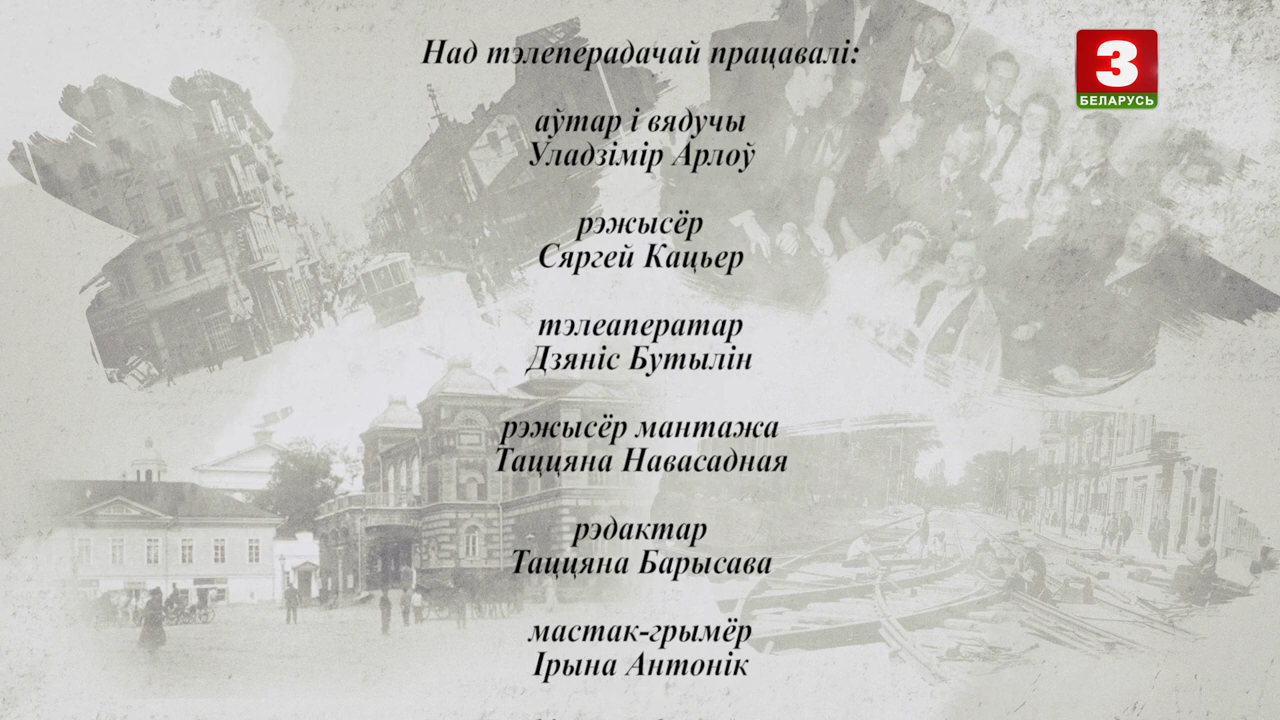 Над тэлеперадачай працавалі:
3
БЕЛАРУСЬ
аўтар і вядучы
Уладзімір Арлоў
рэжысёр
Сяргей Кацьер
тэлеаператар
Дзяніс Бутылін
рэжысёр мантажа
Таццяна Навасадная
рэдактар
Таццяна Барысава
мастак-грымёр
Ірына Антонік